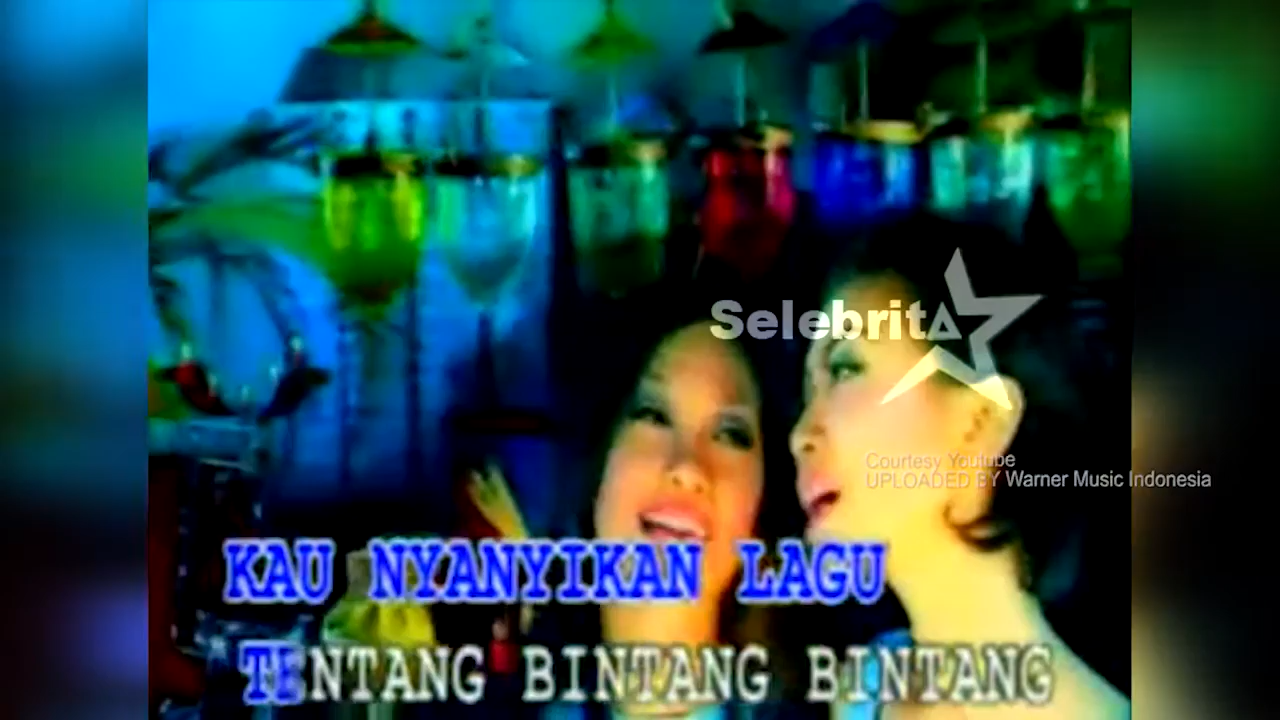 Selebrita
Courtesy Youtube
UPLOADED BY Warner Music Indonesia
KAU NYANYIKAN LAGU
TENTANG BINTANG BINTANG